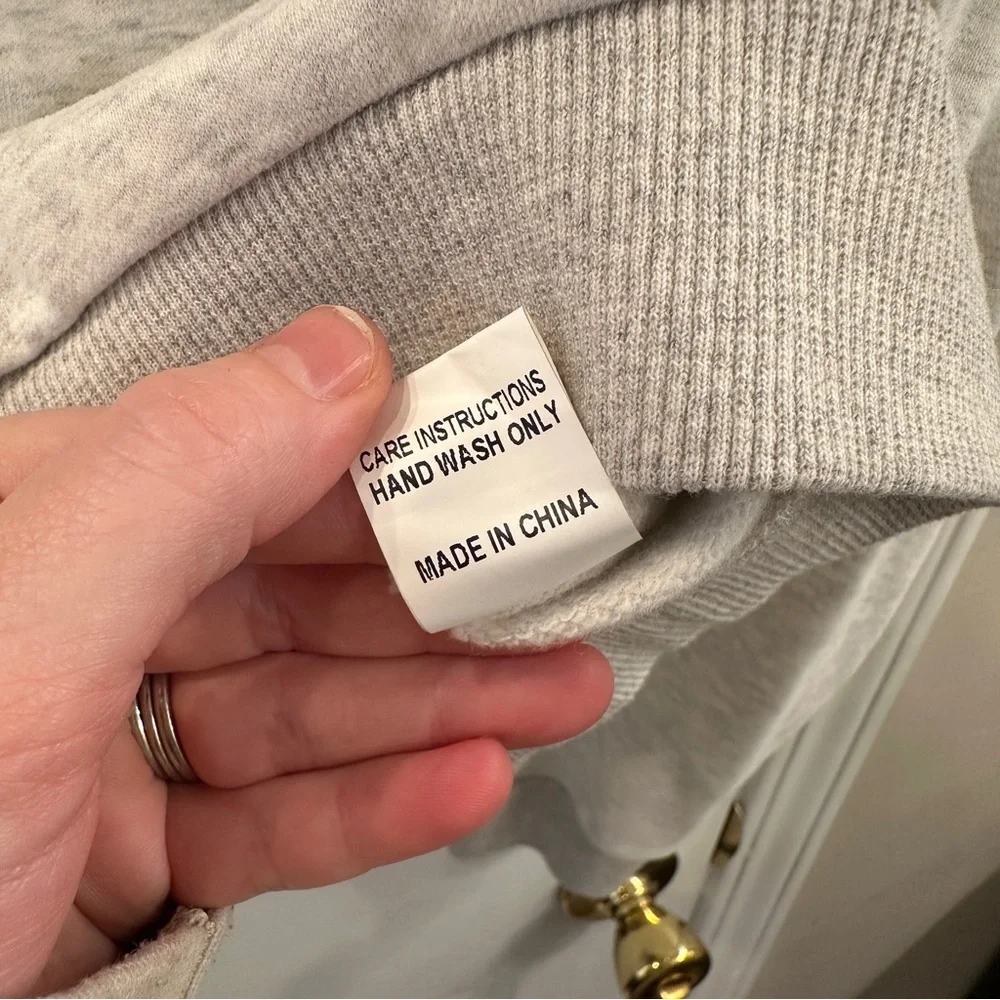 CARE INSTRUCTIONS
HAND WASH ONLY
MADE IN CHINA